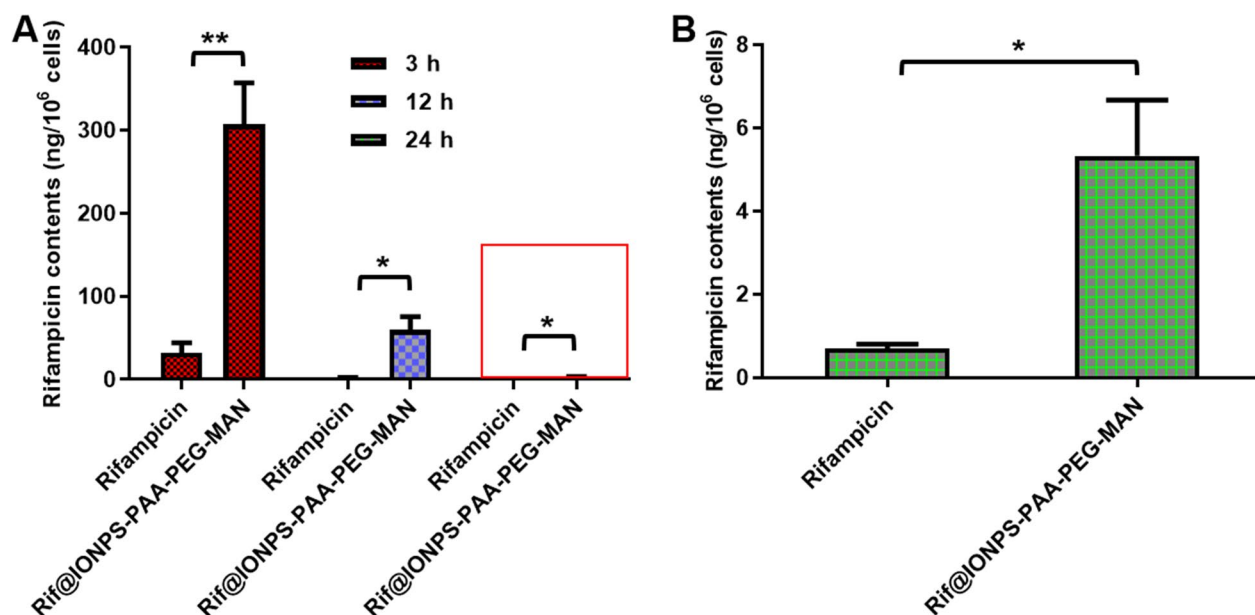 A
Rifampicin contents (ng/10⁶ cells)
400
300
200
100
0
**
*
*
3 h
12 h
24 h
Rifampicin
Rif@IONPS-PAA-PEG-MAN
Rifampicin
Rif@IONPS-PAA-PEG-MAN
Rifampicin
Rif@IONPS-PAA-PEG-MAN
B
Rifampicin contents (ng/10⁶ cells)
8
6
4
2
0
*
Rifampicin
Rif@IONPS-PAA-PEG-MAN